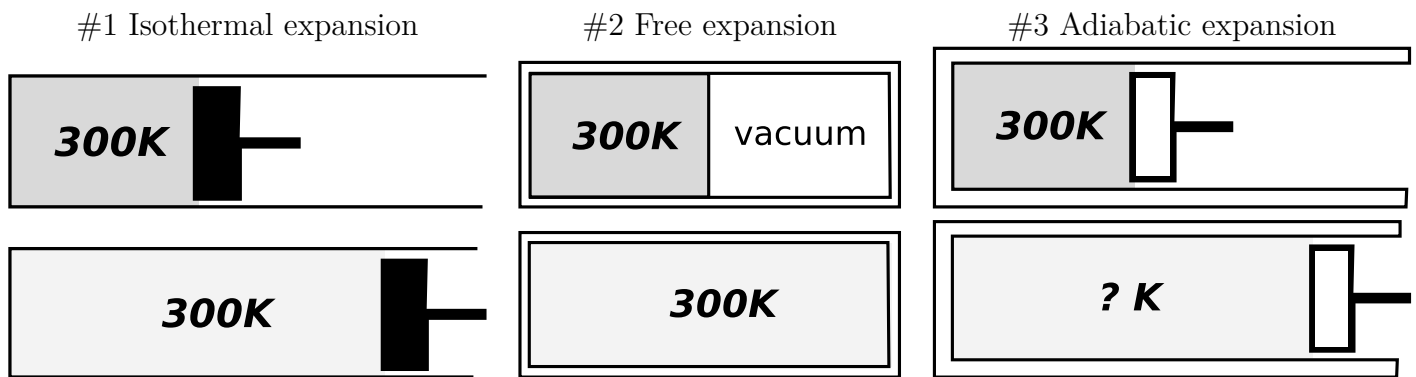 #1 Isothermal expansion
#2 Free expansion
#3 Adiabatic expansion
300K
300K
vacuum
300K
300K
300K
? K